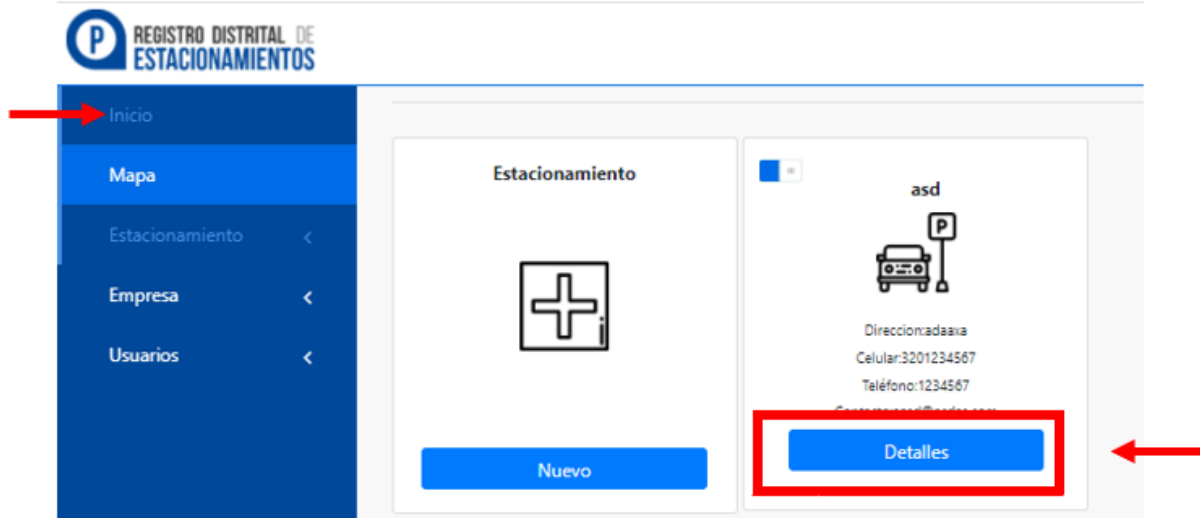 P
REGISTRO DISTRITAL DE
ESTACIONAMIENTOS
Inicio
Mapa
Estacionamiento
Empresa
Usuarios
Estacionamiento
i
Nuevo
asd
P
Direccion:adaaxa
Celular:3201234567
Teléfono:1234567
Detalles